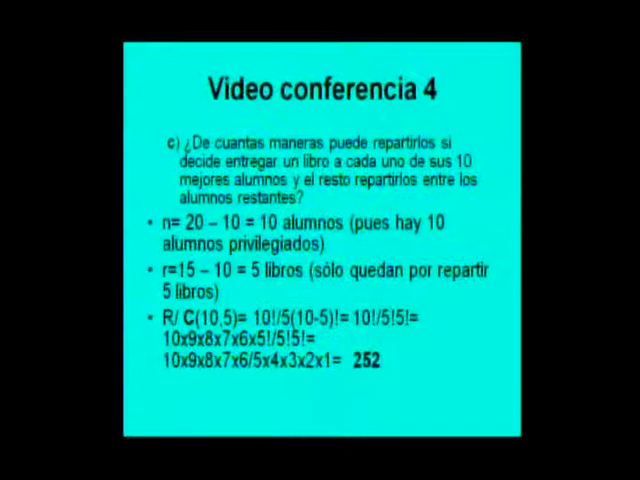 Video conferencia 4
c) ¿De cuantas maneras puede repartirlos si
decide entregar un libro a cada uno de sus 10
mejores alumnos y el resto repartirlos entre los
alumnos restantes?
• n= 20 – 10 = 10 alumnos (pues hay 10
alumnos privilegiados)
• r=15 – 10 = 5 libros (sólo quedan por repartir
5 libros)
• R/ C(10,5)= 10!/5(10-5)!= 10!/5!5!=
10x9x8x7x6x5!/5!5!=
10x9x8x7x6/5x4x3x2x1= 252